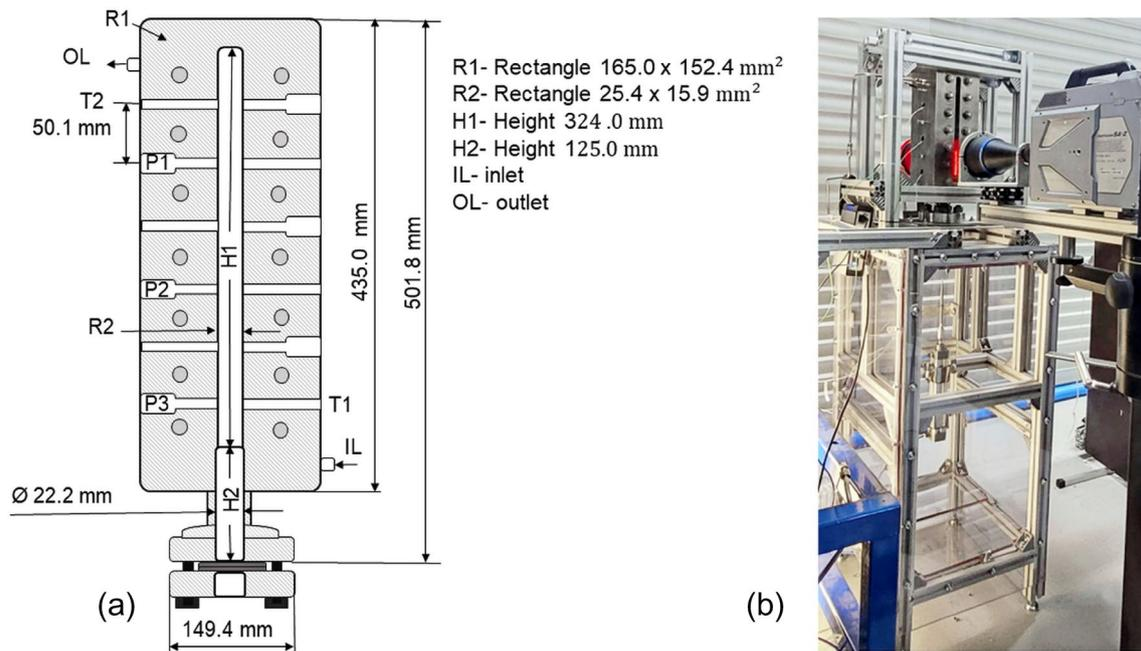 R1
OL
T2
50.1 mm
P1
H1
P2
R2
P3
T1
IL
H2
Ø 22.2 mm
149.4 mm
435.0 mm
501.8 mm
(a)
R1- Rectangle 165.0 x 152.4 mm²
R2- Rectangle 25.4 x 15.9 mm²
H1- Height 324 .0 mm
H2- Height 125.0 mm
IL- inlet
OL- outlet
(b)